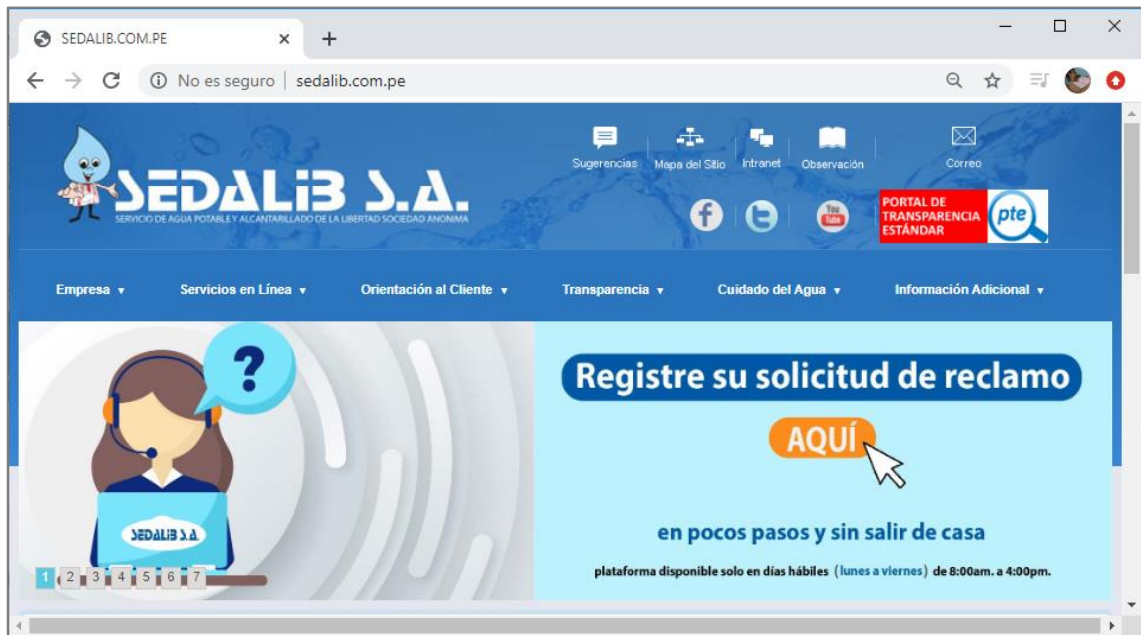 SEDALIB.COM.PE
No es seguro | sedalib.com.pe
Sugerencias
Mapa del Sitio
Intranet
Observación
Correo
SEDALIB S.A.
SERVICIO DE AGUA POTABLE Y ALCANTARILLADO DE LA LIBERTAD SOCIEDAD ANONIMA
f
t
You Tube
PORTAL DE
TRANSPARENCIA
ESTÁNDAR
pte
Empresa
Servicios en Línea
Orientación al Cliente
Transparencia
Cuidado del Agua
Información Adicional
?
SEDALIB S.A.
1 2 3 4 5 6 7
Registre su solicitud de reclamo
AQUÍ
en pocos pasos y sin salir de casa
plataforma disponible solo en días hábiles (lunes a viernes) de 8:00am. a 4:00pm.